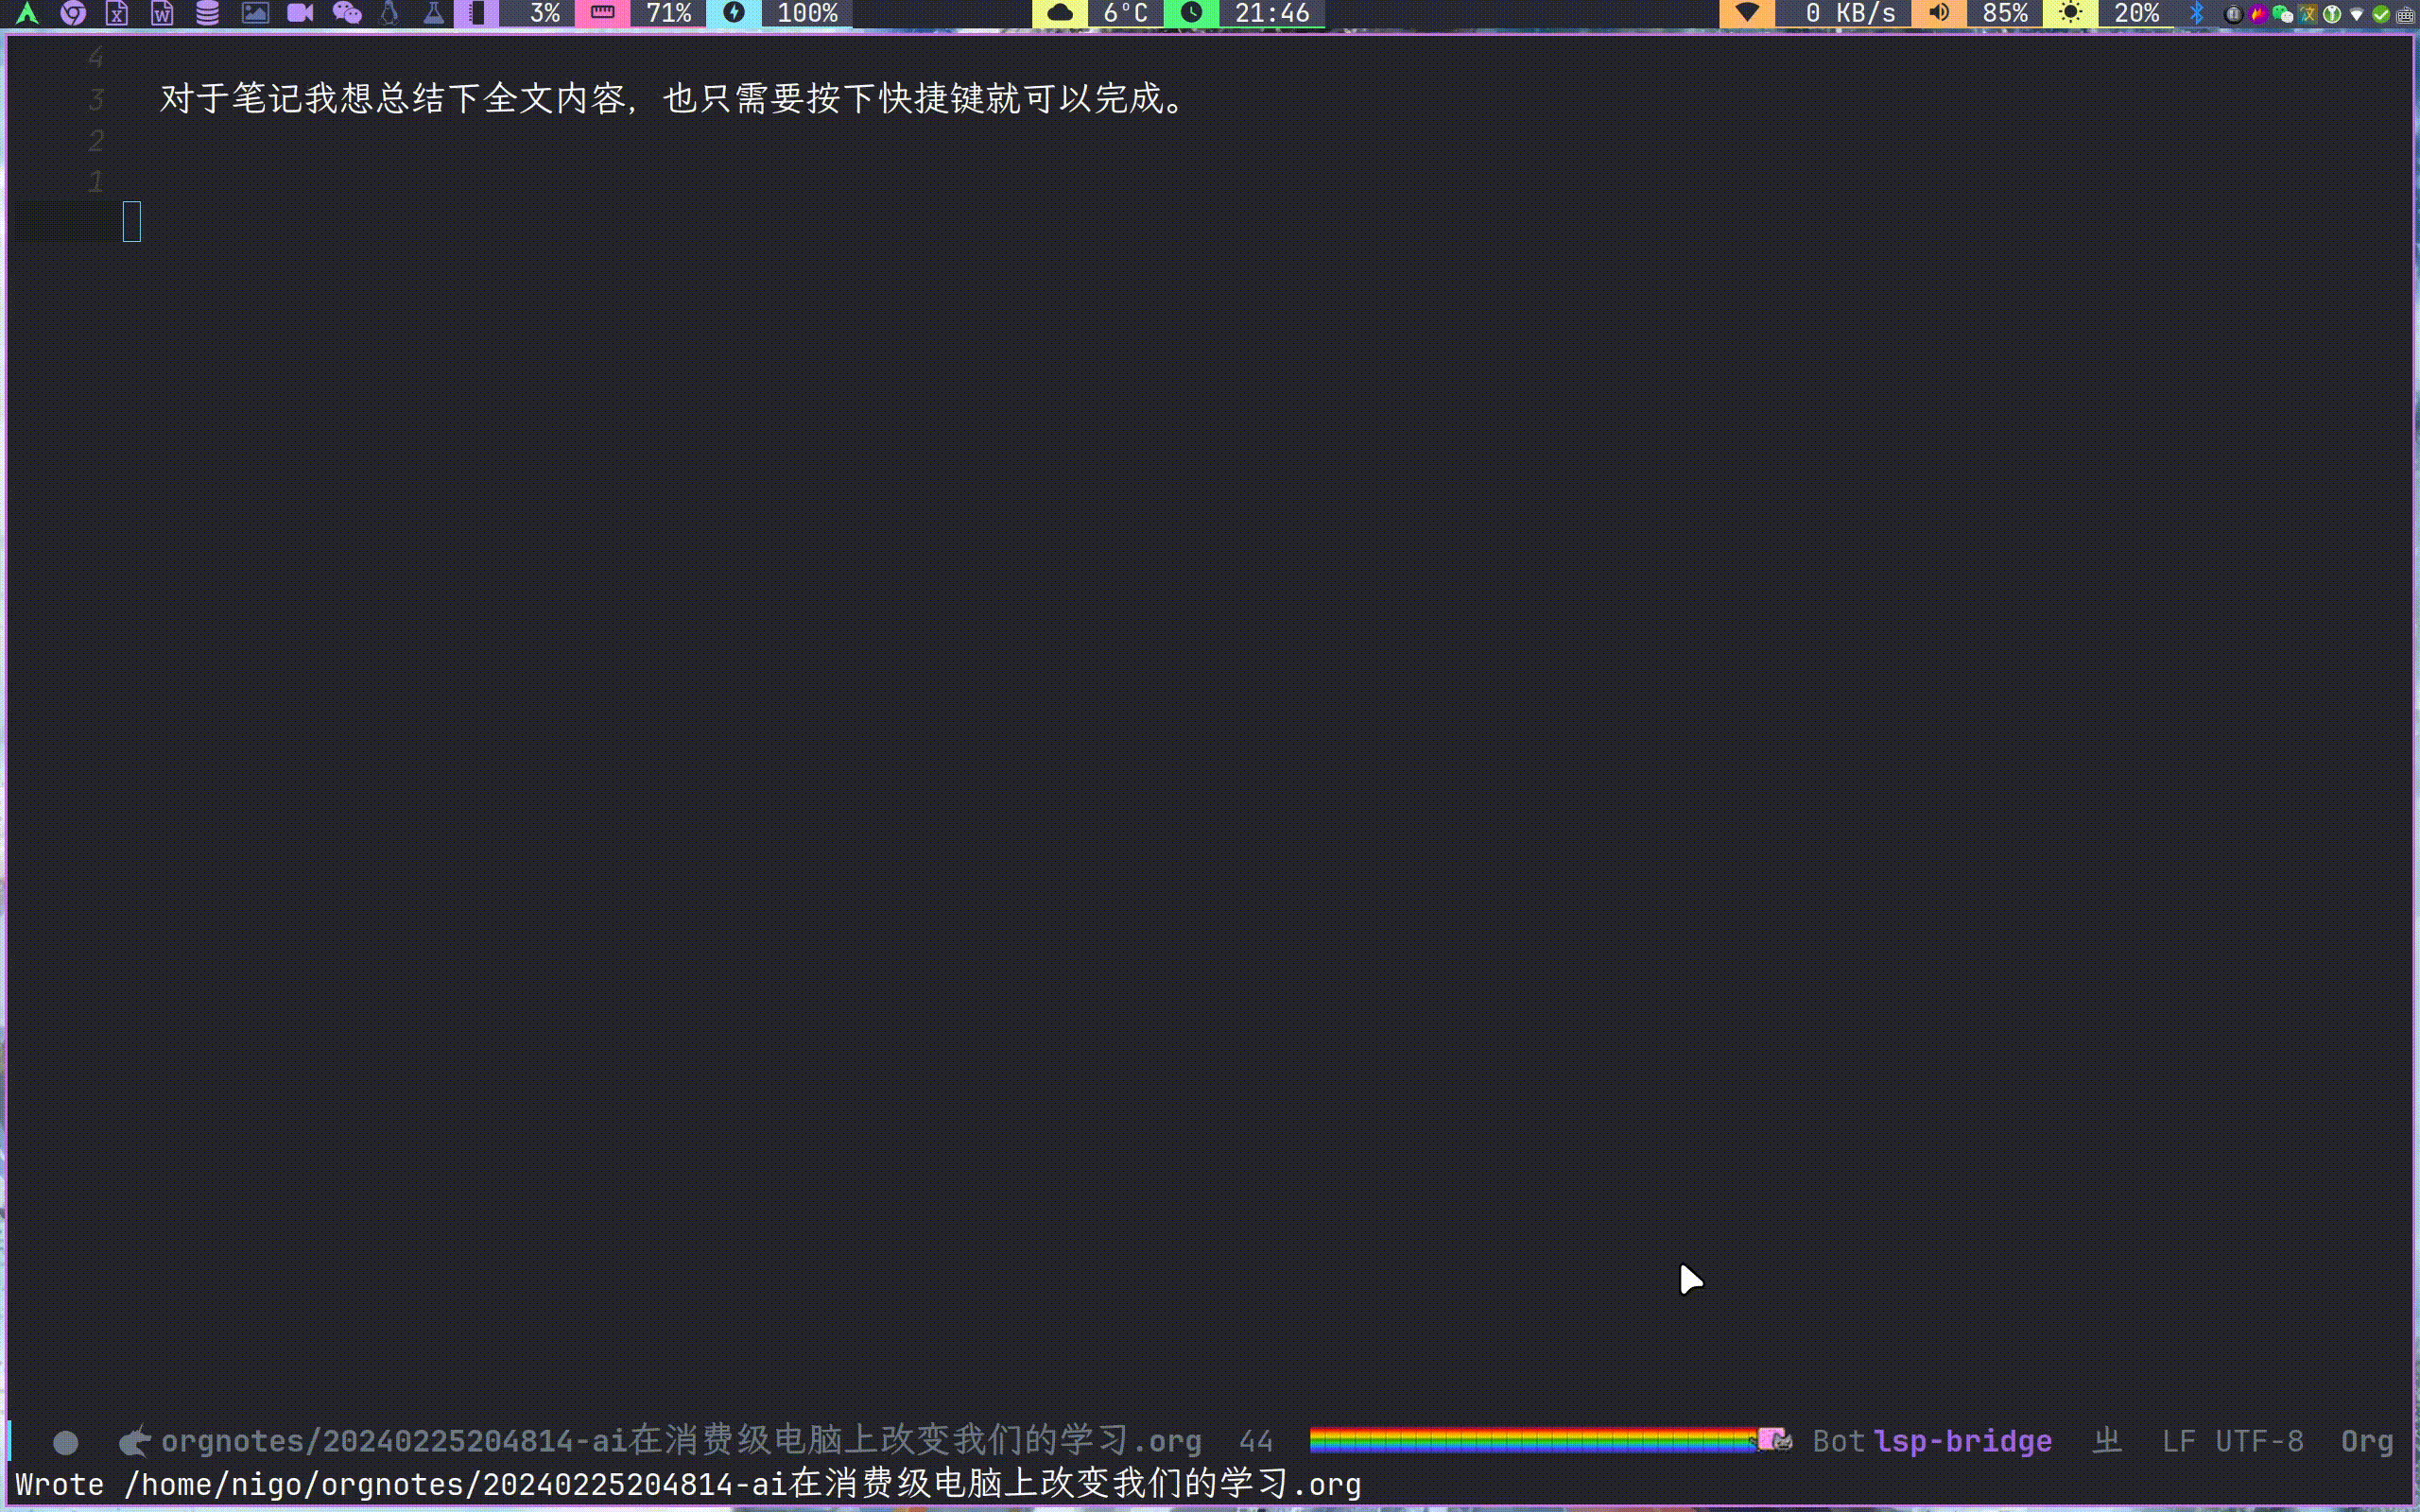 3% 71% 100% 6°C 21:46 0 KB/s 85% 20%
4
3 对于笔记我想总结下全文内容，也只需要按下快捷键就可以完成。
2
1
orgnotes/20240225204814-ai在消费级电脑上改变我们的学习.org 44 Bot lsp-bridge ㄓ LF UTF-8 Org
Wrote /home/nigo/orgnotes/20240225204814-ai在消费级电脑上改变我们的学习.org